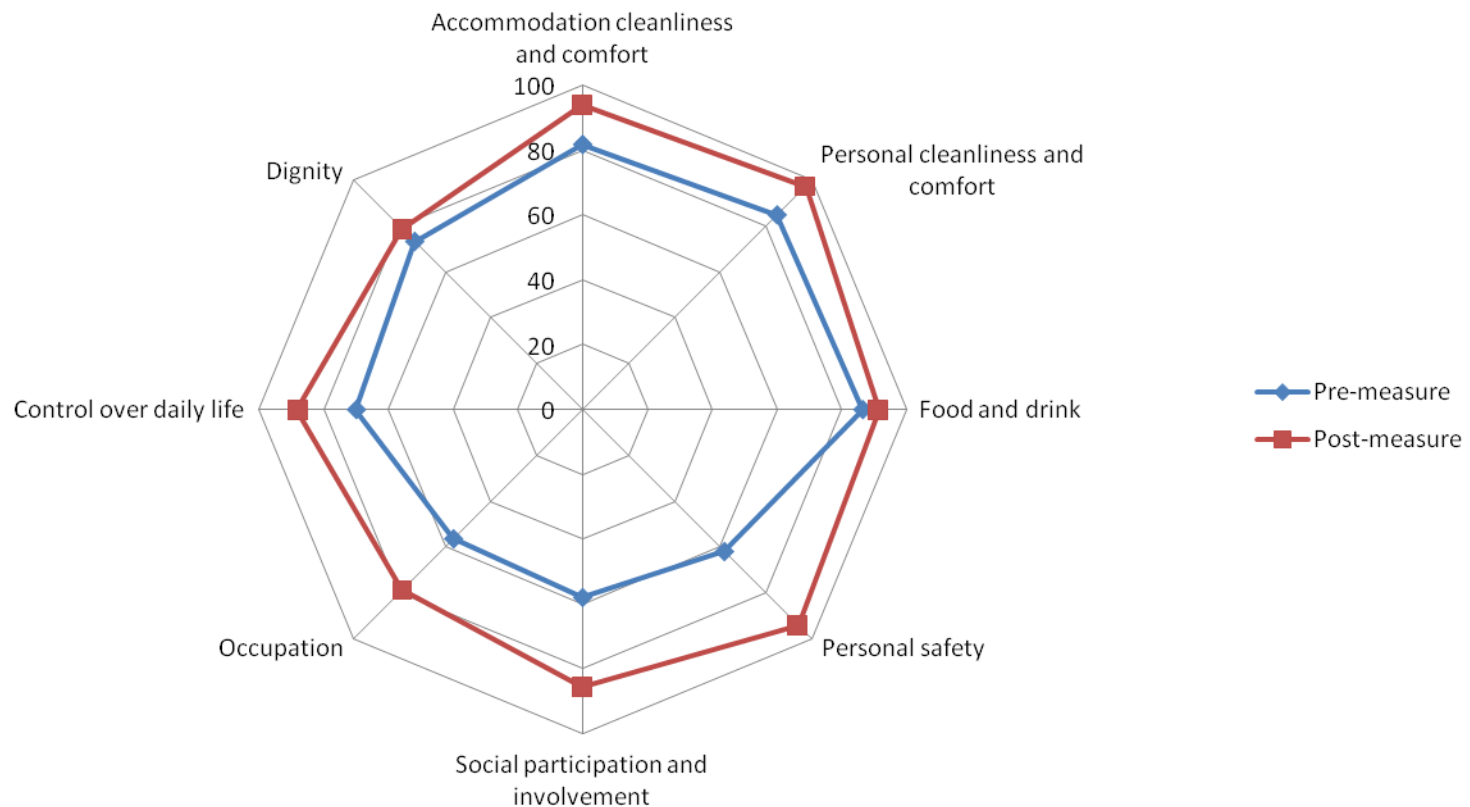 Accommodation cleanliness
and comfort
100
80
60
40
20
0
Personal cleanliness and
comfort
Food and drink
Personal safety
Social participation and
involvement
Occupation
Control over daily life
Dignity
Pre-measure
Post-measure